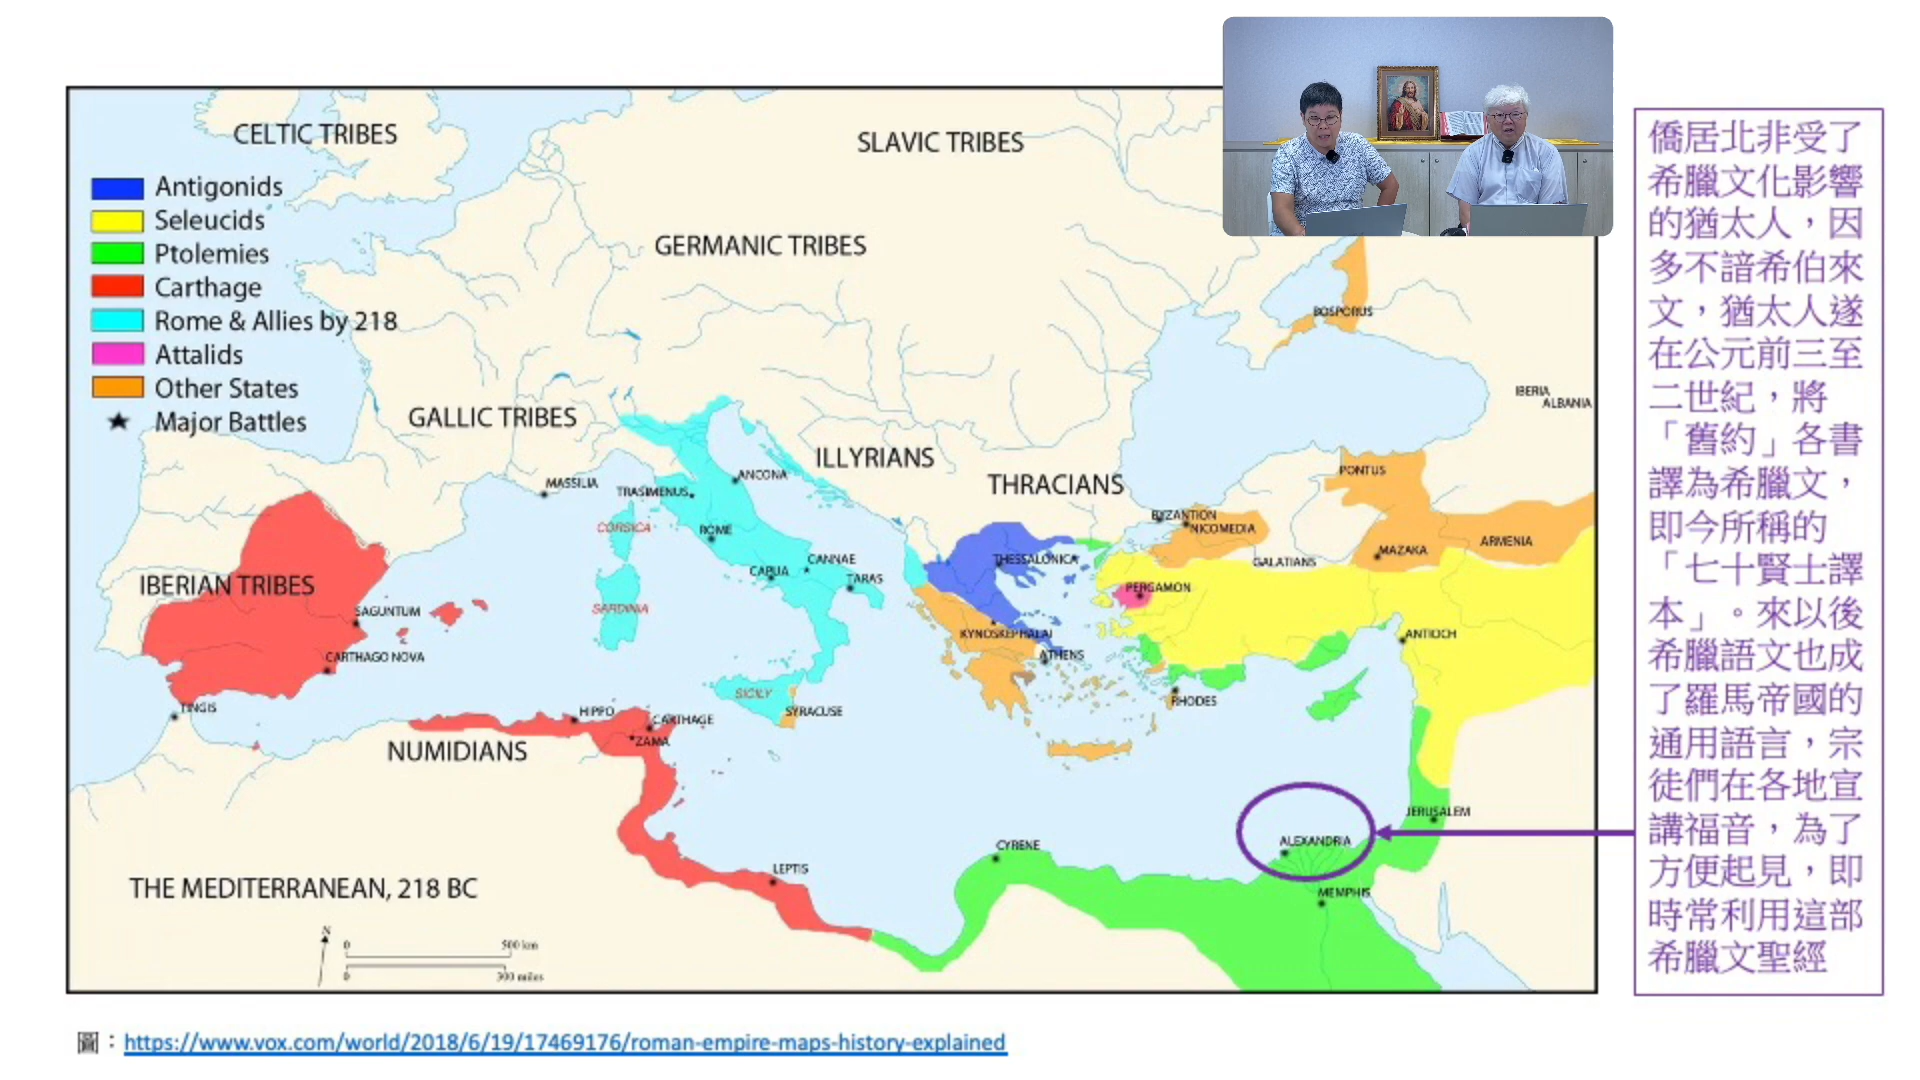 CELTIC TRIBES
SLAVIC TRIBES
Antigonids
Seleucids
Ptolemies
Carthage
Rome & Allies by 218
Attalids
Other States
Major Battles
GERMANIC TRIBES
GALLIC TRIBES
ILLYRIANS
THRACIANS
BOSPORUS
IBERIA
ALBANIA
MASSILIA
TRASIMENUS
ANCONA
CORSICA
ROME
CANNAE
CAPUA
TARAS
SARDINIA
SICILY
SYRACUSE
IBERIAN TRIBES
SAGUNTUM
CARTHAGO NOVA
TINGIS
HIPPO
CARTHAGE
ZAMA
NUMIDIANS
LEPTIS
PONTUS
BYZANTION
NICOMEDIA
GALATIANS
MAZAKA
ARMENIA
THESSALONICA
PERGAMON
KYNOSKEPHALAI
ATHENS
RHODES
ANTIOCH
JERUSALEM
ALEXANDRIA
MEMPHIS
CYRENE
THE MEDITERRANEAN, 218 BC
N
0 500 km
0 300 miles
僑居北非受了
希臘文化影響
的猶太人，因
多不諳希伯來
文，猶太人遂
在公元前三至
二世紀，將
「舊約」各書
譯為希臘文，
即今所稱的
「七十賢士譯
本」。來以後
希臘語文也成
了羅馬帝國的
通用語言，宗
徒們在各地宣
講福音，為了
方便起見，即
時常利用這部
希臘文聖經
圖：https://www.vox.com/world/2018/6/19/17469176/roman-empire-maps-history-explained